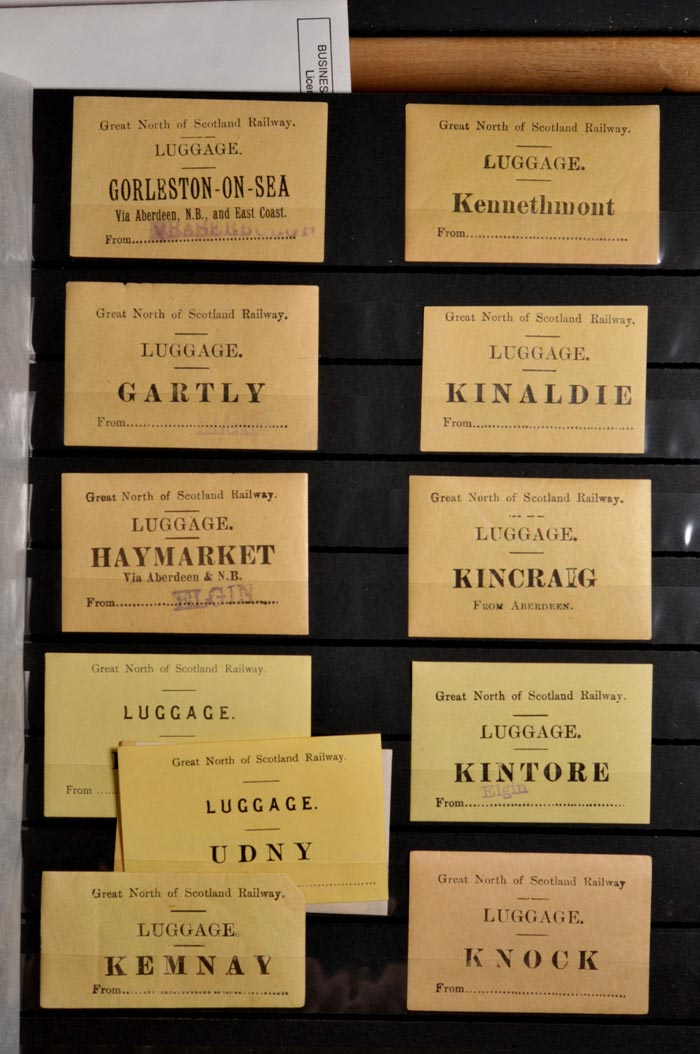 BUSINES
Great North of Scotland Railway.
LUGGAGE.
GORLESTON-ON-SEA
Via Aberdeen, N.B., and East Coast.
From
Great North of Scotland Railway.
LUGGAGE.
Kennethmont
From
Great North of Scotland Railway.
LUGGAGE.
GARTLY
From
Great North of Scotland Railway.
LUGGAGE.
KINALDIE
From
Great North of Scotland Railway.
LUGGAGE.
HAYMARKET
Via Aberdeen & N.B.
From
ELGIN
Great North of Scotland Railway.
LUGGAGE.
KINCRAIG
FROM ABERDEEN.
Great North of Scotland Railway.
LUGGAGE.
From
Great North of Scotland Railway.
LUGGAGE.
KINTORE
From
Elgin
Great North of Scotland Railway.
LUGGAGE.
UDNY
Great North of Scotland Railway.
LUGGAGE.
KEMNAY
From
Great North of Scotland Railway
LUGGAGE.
KNOCK
From